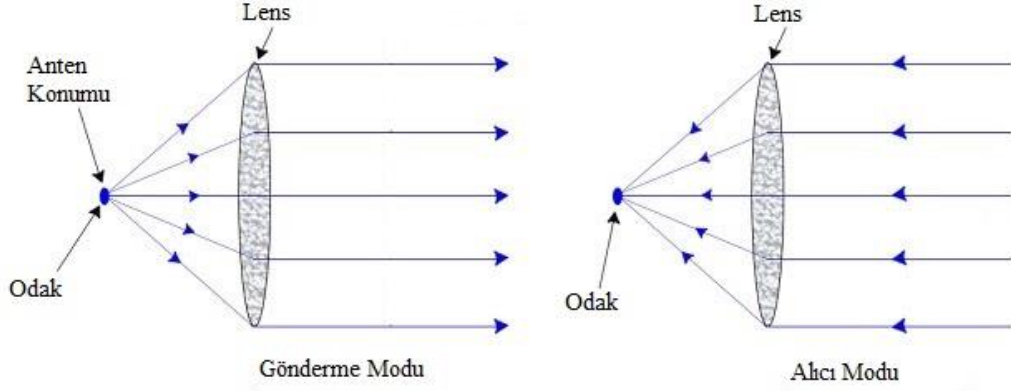 Lens
Anten
Konumu
Odak
Gönderme Modu
Lens
Odak
Alıcı Modu